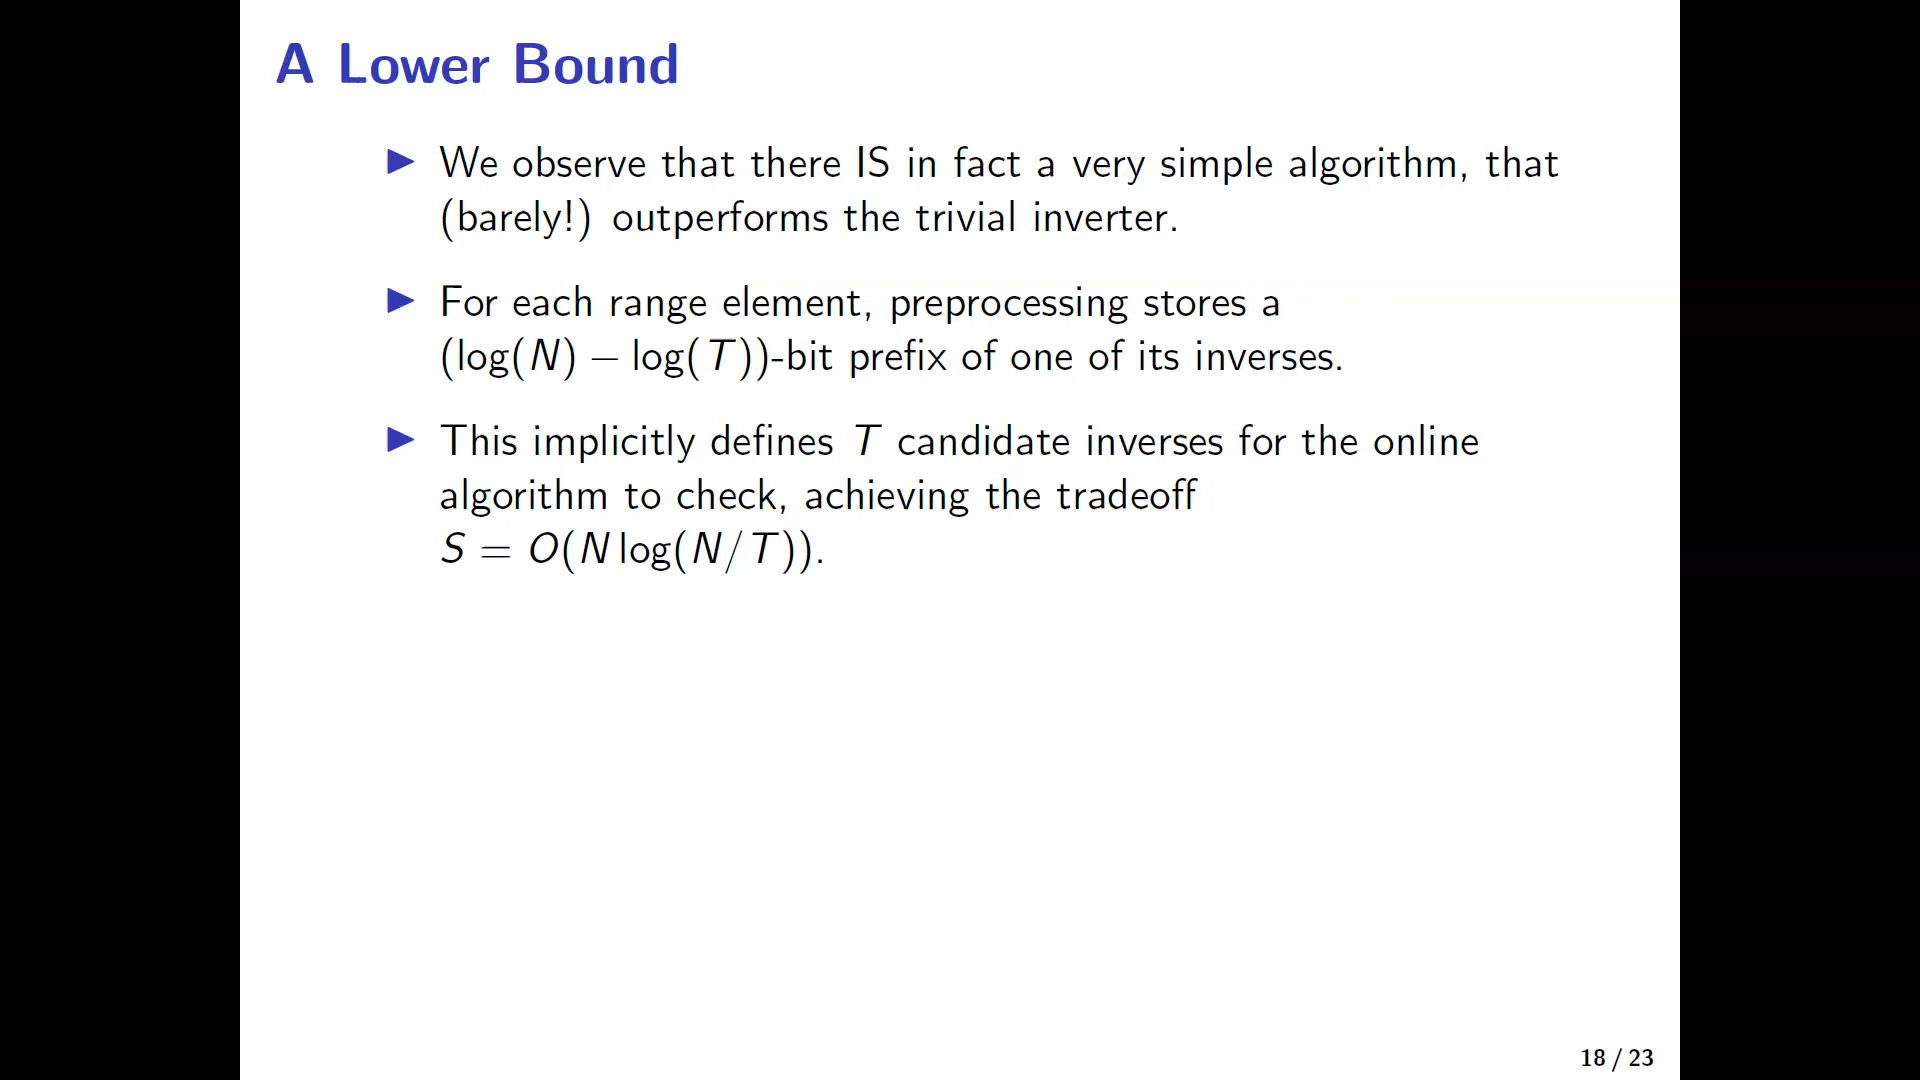 A Lower Bound
▶ We observe that there IS in fact a very simple algorithm, that
(barely!) outperforms the trivial inverter.
▶ For each range element, preprocessing stores a
(log(N) − log(T))-bit prefix of one of its inverses.
▶ This implicitly defines T candidate inverses for the online
algorithm to check, achieving the tradeoff
S = O(N log(N/T)).
18 / 23